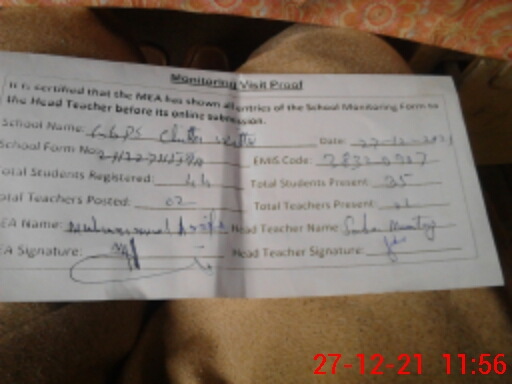 Monitoring Visit Proof
It is certified that the MEA has shown all entries of the School Monitoring Form to
the Head Teacher before its online submission.
School Name: GGPS Date: 27-12-2021
School Form No: EMIS Code:
Total Students Registered: 44 Total Students Present: 35
Total Teachers Posted: 02 Total Teachers Present:
MEA Name: Muhammad Head Teacher Name:
MEA Signature: Head Teacher Signature:
27-12-21 11:56